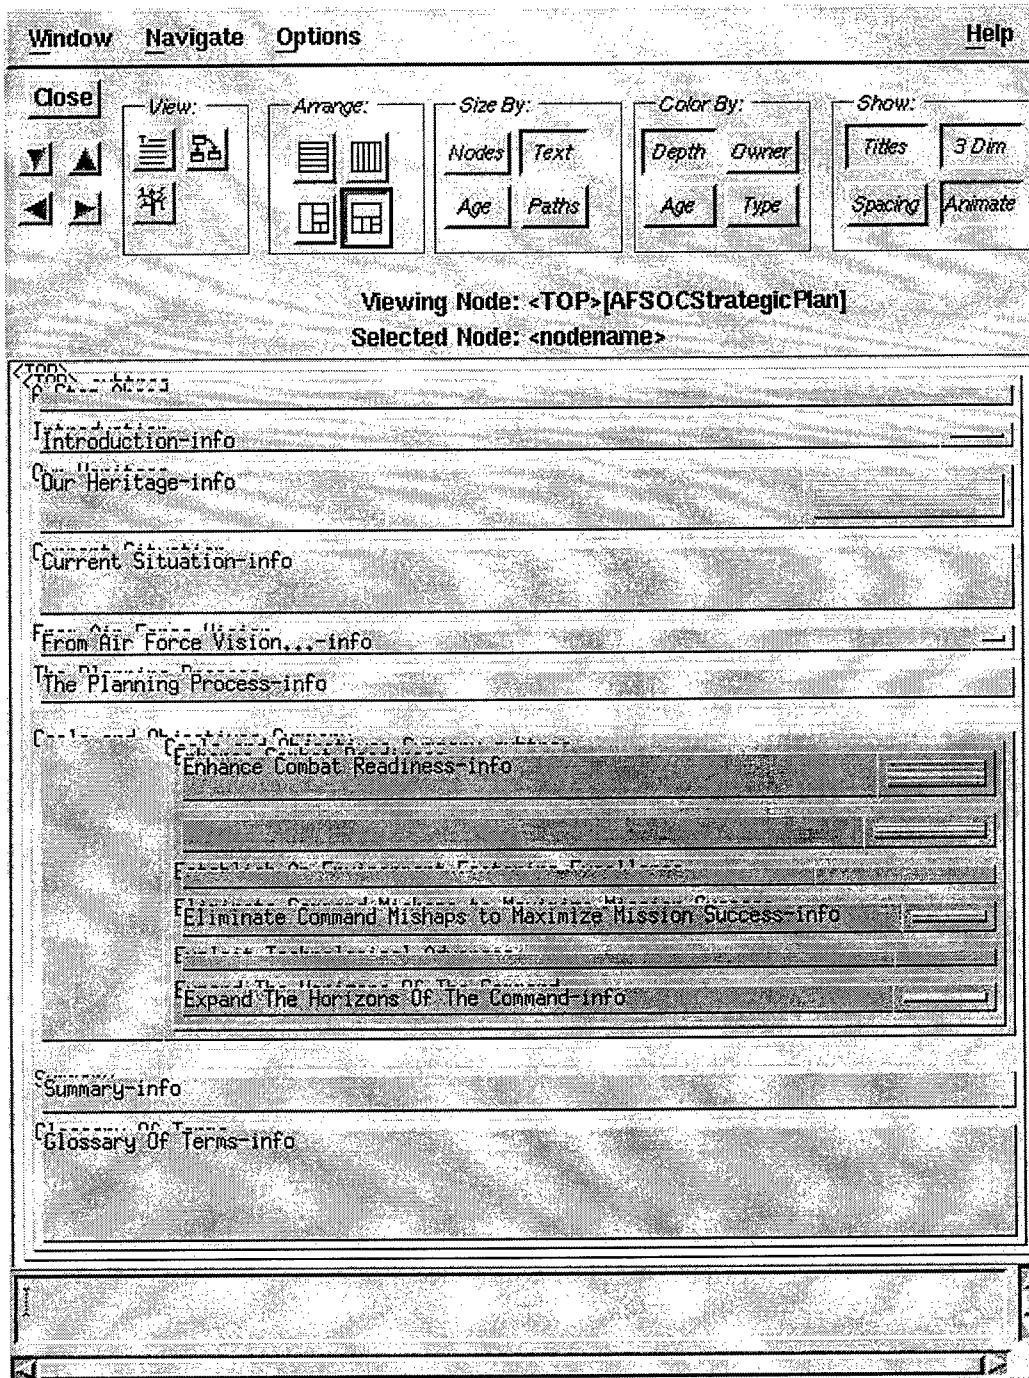 Window Navigate Options Help
Close
View: Arrange: Size By: Color By: Show:
Nodes Text Depth Owner Titles 3 Dim
Age Paths Age Type Spacing Animate
Viewing Node: <TOP>[AFSOCStrategicPlan]
Selected Node: <nodename>
<TOP>
Introduction-info
Our Heritage-info
Current Situation-info
From Air Force Vision...-info
The Planning Process-info
Enhance Combat Readiness-info
Eliminate Command Mishaps to Maximize Mission Success-info
Expand The Horizons Of The Command-info
Summary-info
Glossary Of Terms-info